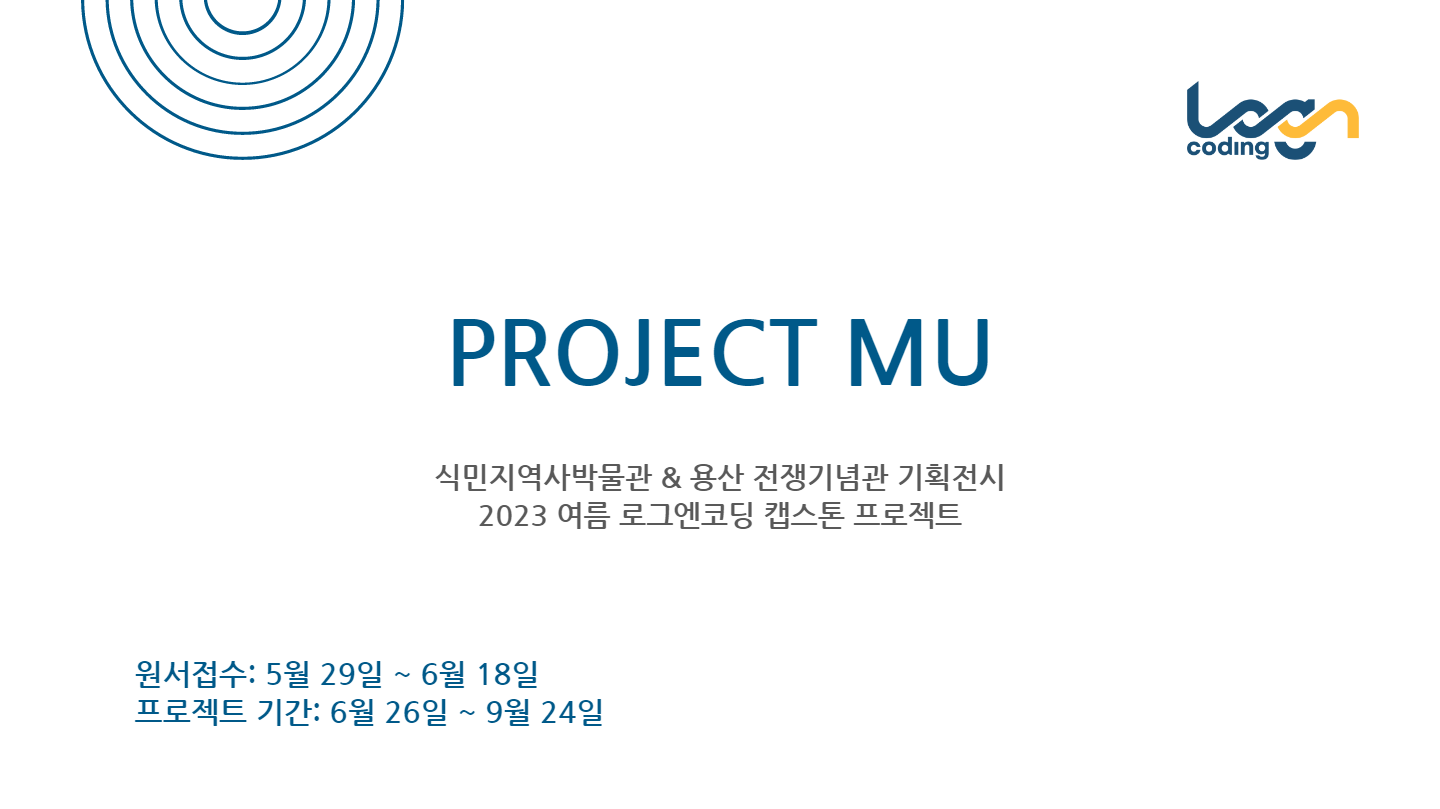 Logn
coding
PROJECT MU
식민지역사박물관 & 용산 전쟁기념관 기획전시
2023 여름 로그엔코딩 캡스톤 프로젝트
원서접수: 5월 29일 ~ 6월 18일
프로젝트 기간: 6월 26일 ~ 9월 24일